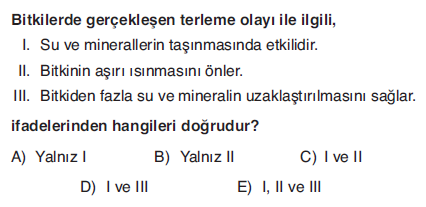 Bitkilerde gerçekleşen terleme olayı ile ilgili,
I. Su ve minerallerin taşınmasında etkilidir.
II. Bitkinin aşırı ısınmasını önler.
III. Bitkiden fazla su ve mineralin uzaklaştırılmasını sağlar.
ifadelerinden hangileri doğrudur?
A) Yalnız I B) Yalnız II C) I ve II
D) I ve III E) I, II ve III